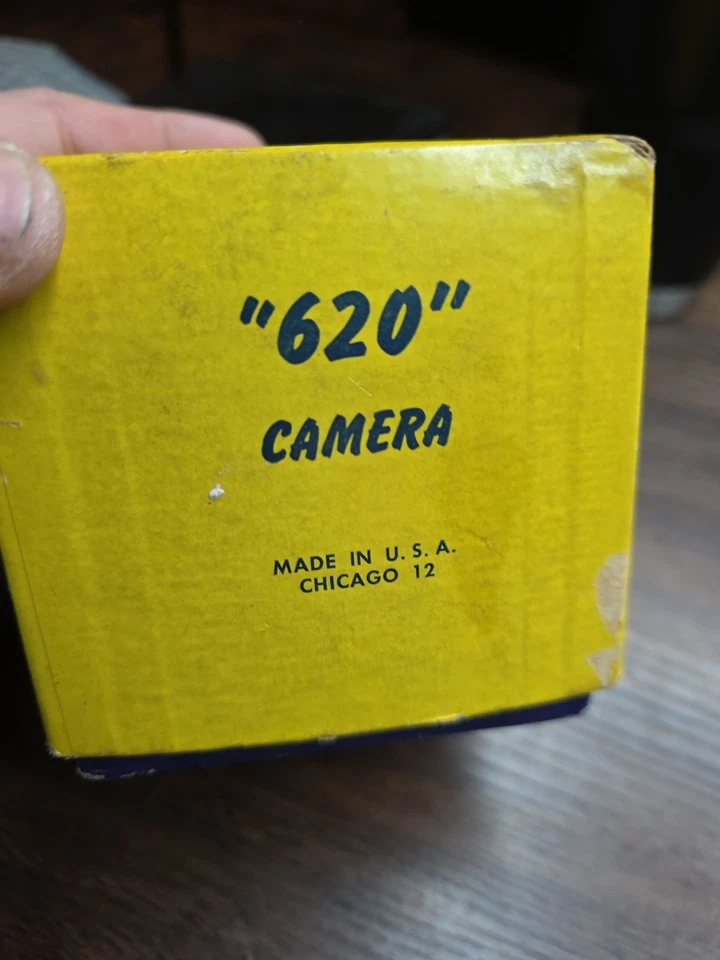 "620"
CAMERA
MADE IN U.S.A.
CHICAGO 12